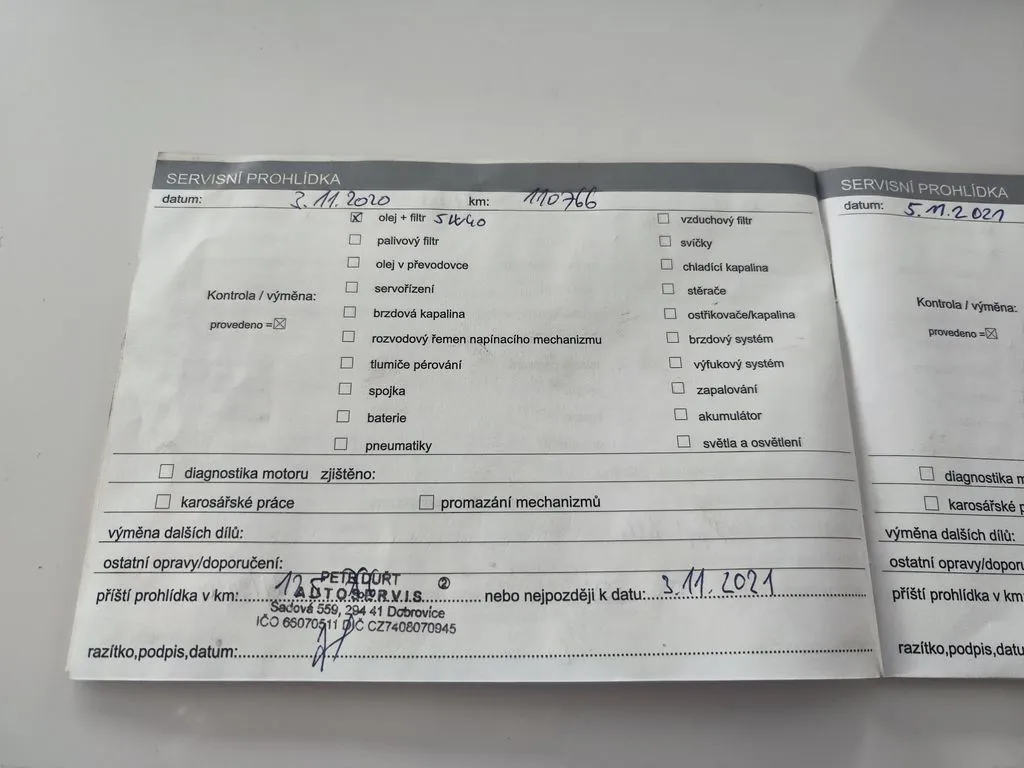 SERVISNÍ PROHLÍDKA
datum: 3.11.2020 km: 110766
olej + filtr 5W40
vzduchový filtr
palivový filtr
svíčky
olej v převodovce
chladící kapalina
Kontrola / výměna:
servořízení
stěrače
provedeno =☒
brzdová kapalina
ostřikovače/kapalina
rozvodový řemen napínacího mechanizmu
brzdový systém
tlumiče pérování
výfukový systém
spojka
zapalování
baterie
akumulátor
pneumatiky
světla a osvětlení
diagnostika motoru zjištěno:
karosářské práce promazání mechanizmů
výměna dalších dílů:
ostatní opravy/doporučení:
příští prohlídka v km: nebo nejpozději k datu: 3.11.2021
PETR DUŘT ②
AUTOSERVIS
Sadová 559, 294 41 Dobrovice
IČO 66070511 DIČ CZ7408070945
razítko,podpis,datum:
SERVISNÍ PROHLÍDKA
datum: 5.11.2021
Kontrola / výměna:
provedeno =☒
diagnostika m
karosářské p
výměna dalších dílů:
ostatní opravy/doporu
příští prohlídka v km
razítko,podpis,datu